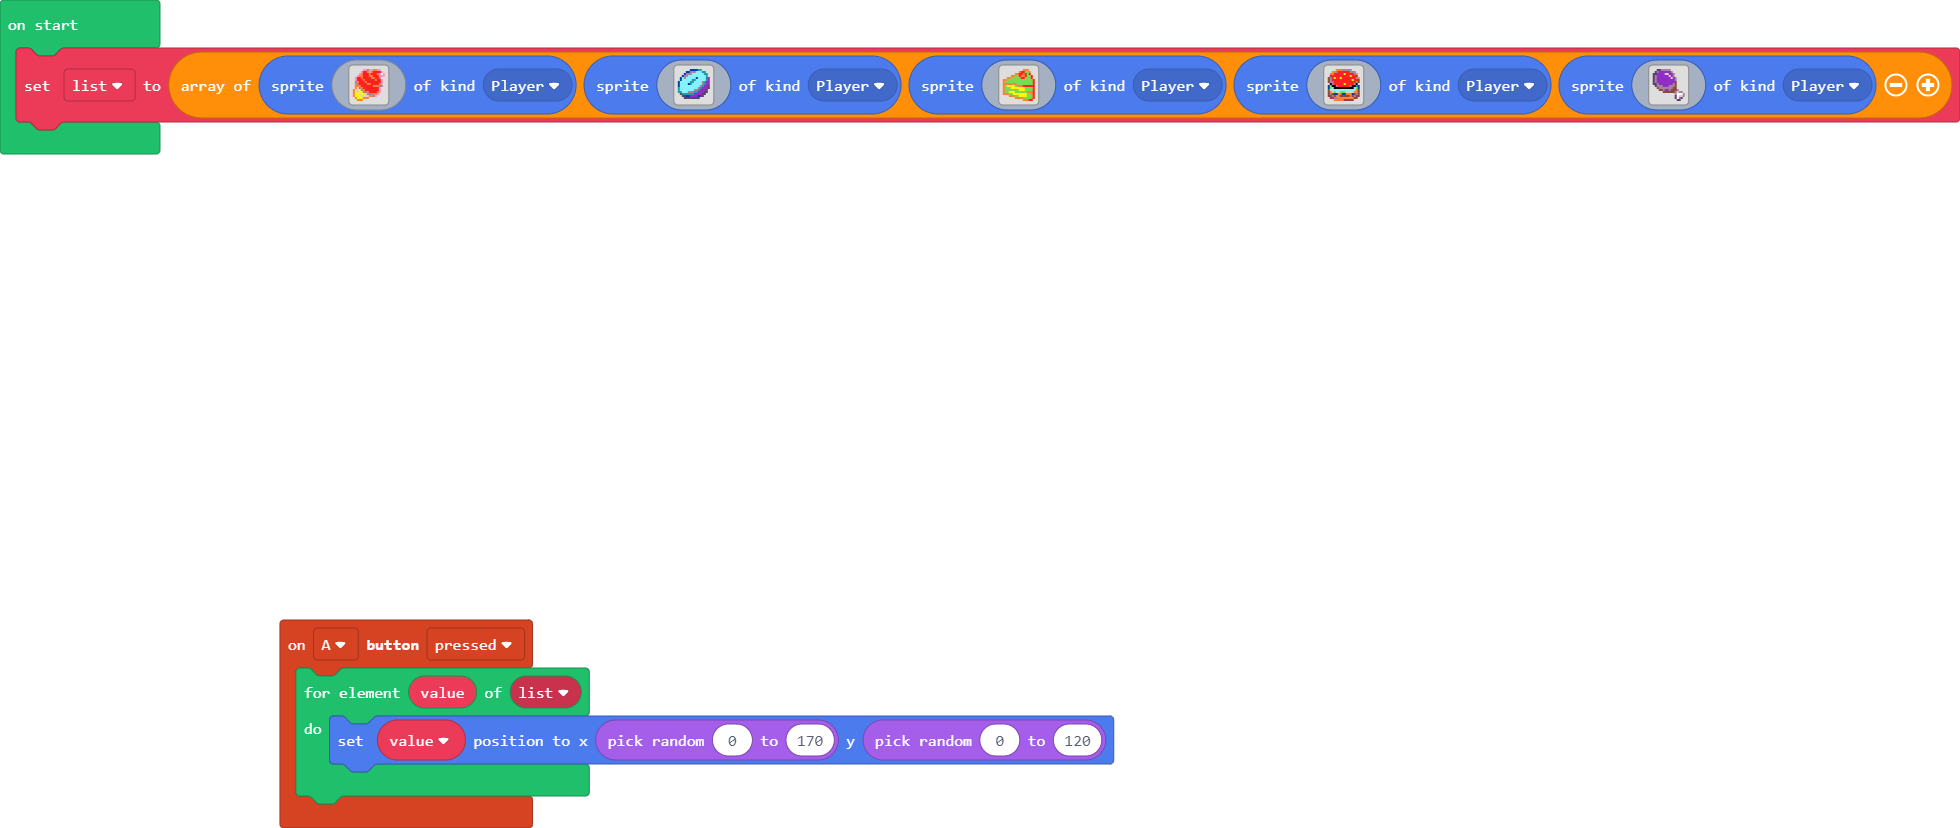 on start
set list to array of sprite of kind Player sprite of kind Player sprite of kind Player sprite of kind Player sprite of kind Player
on A button pressed
for element value of list
do set value position to x pick random 0 to 170 y pick random 0 to 120